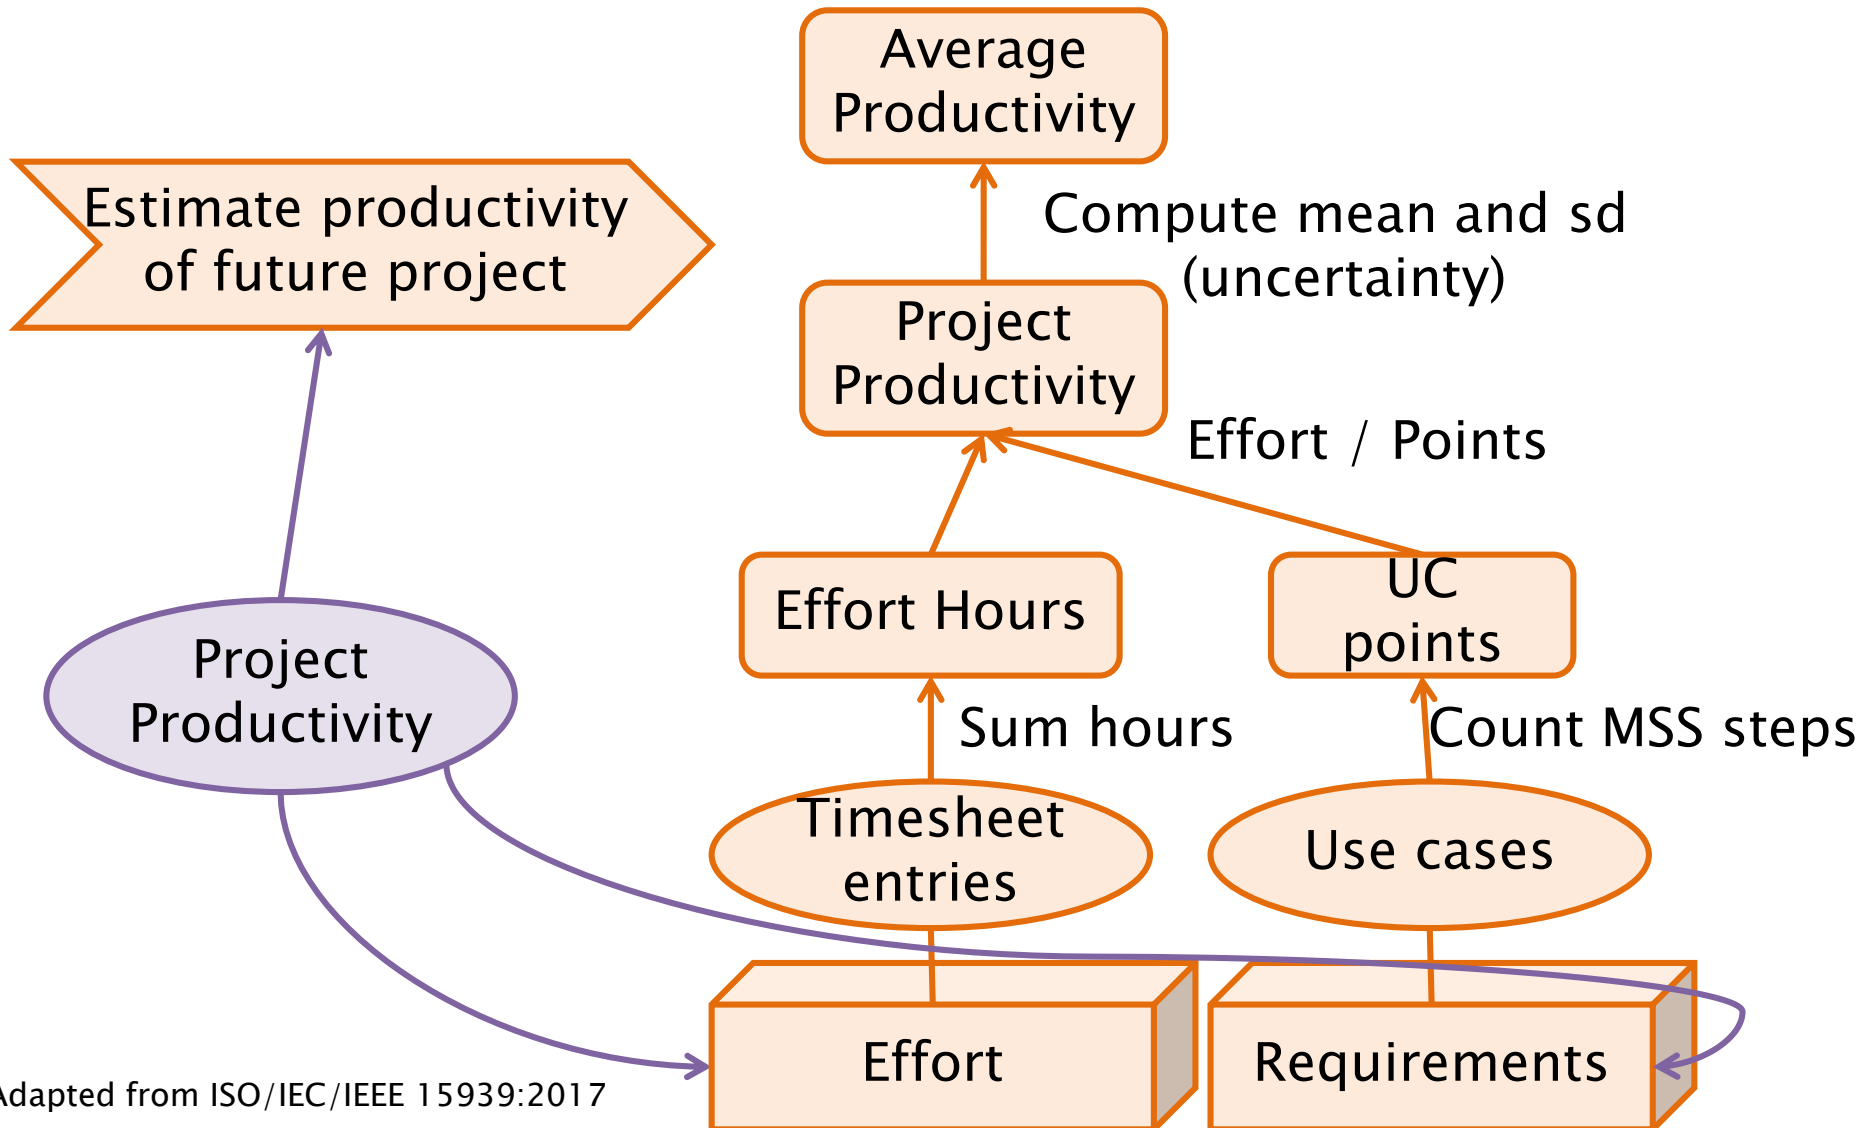 Average
Productivity
Estimate productivity
of future project
Compute mean and sd
(uncertainty)
Project
Productivity
Effort / Points
Effort Hours
UC
points
Project
Productivity
Sum hours
Count MSS steps
Timesheet
entries
Use cases
Effort
Requirements
Adapted from ISO/IEC/IEEE 15939:2017